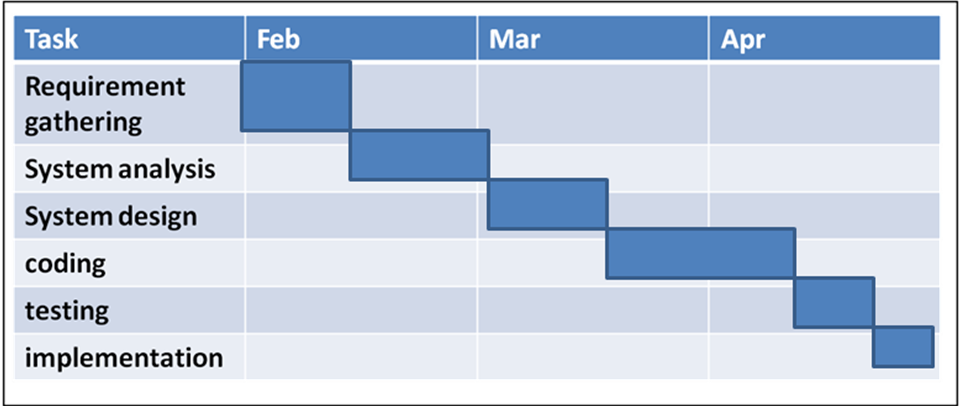 Task Feb Mar Apr
Requirement
gathering
System analysis
System design
coding
testing
implementation